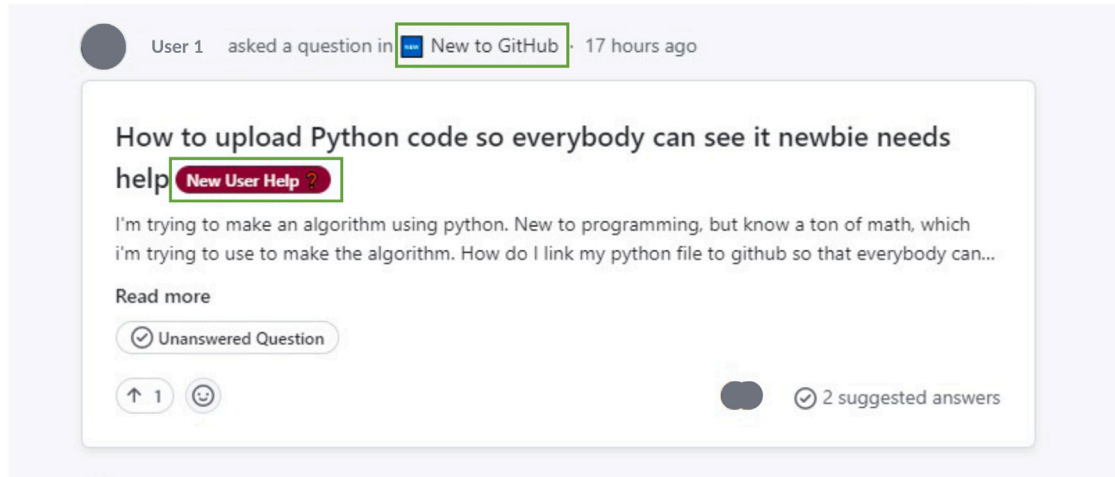 User 1 asked a question in NEW New to GitHub · 17 hours ago
How to upload Python code so everybody can see it newbie needs
help New User Help ❓
I'm trying to make an algorithm using python. New to programming, but know a ton of math, which
i'm trying to use to make the algorithm. How do I link my python file to github so that everybody can...
Read more
Unanswered Question
↑ 1
2 suggested answers